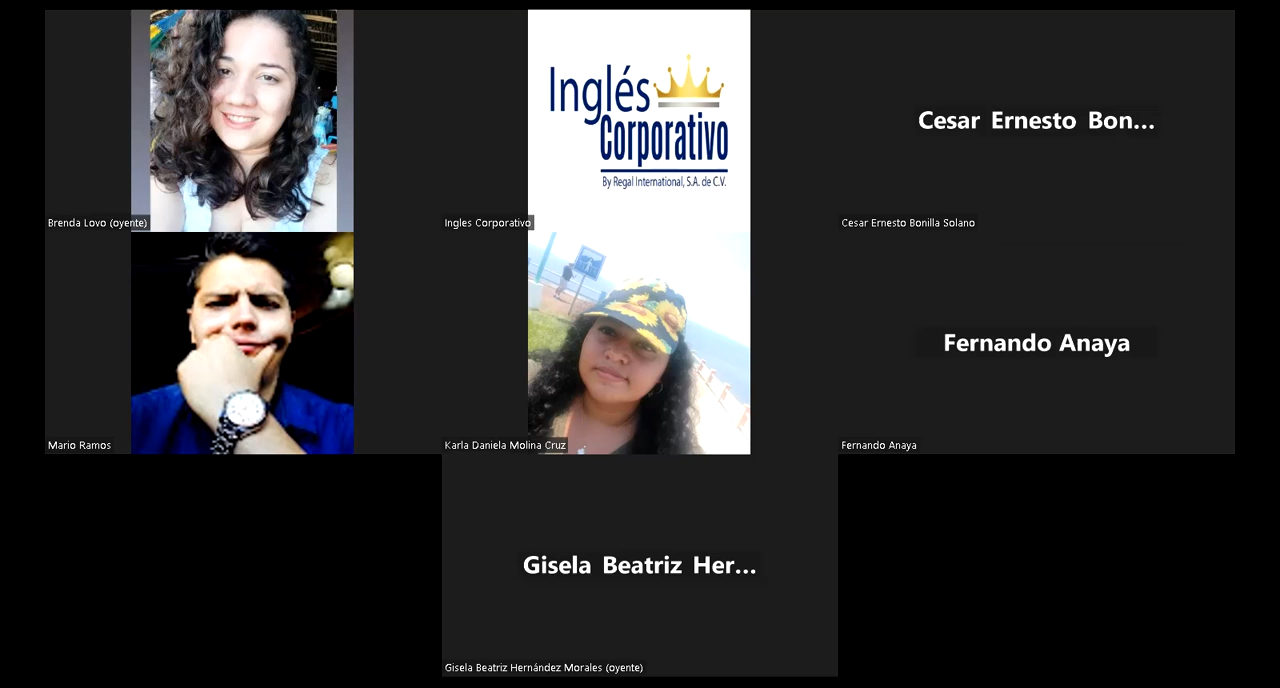 Inglés
Corporativo
By Regal International, S.A. de C.V.
Cesar Ernesto Bon...
Brenda Lovo (oyente)
Ingles Corporativo
Cesar Ernesto Bonilla Solano
Fernando Anaya
Mario Ramos
Karla Daniela Molina Cruz
Fernando Anaya
Gisela Beatriz Her...
Gisela Beatriz Hernández Morales (oyente)